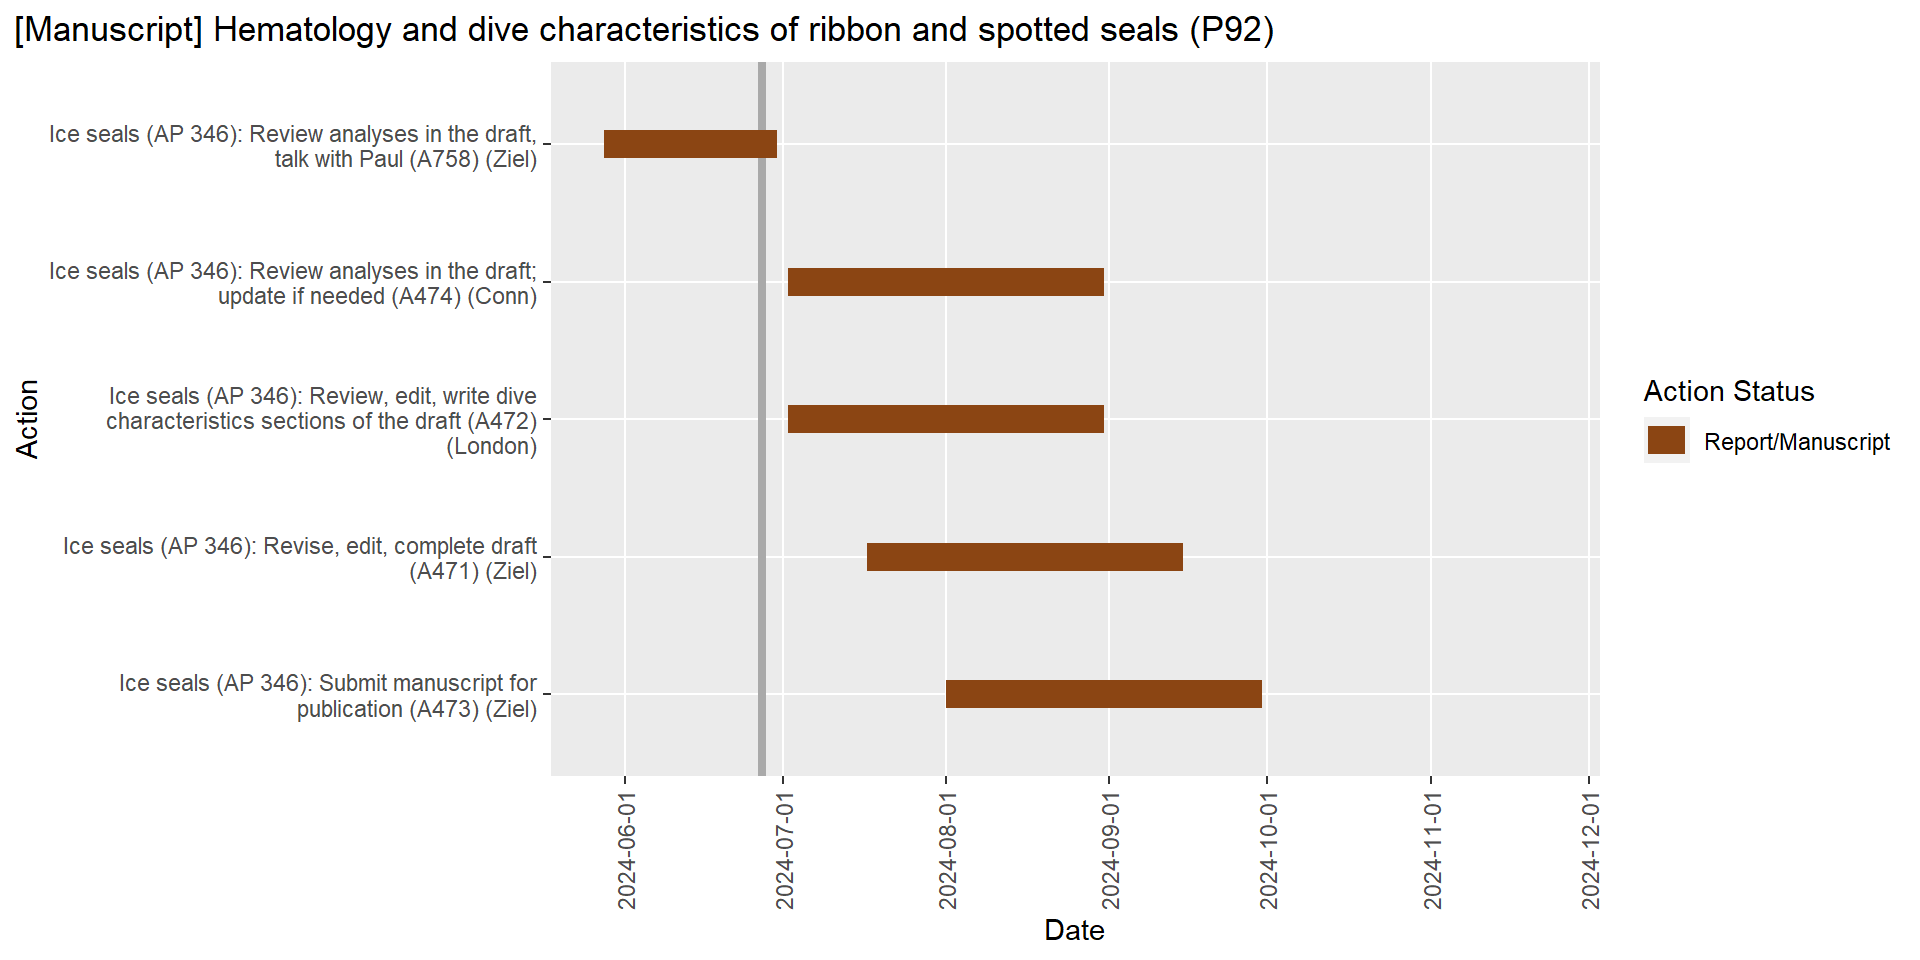 [Manuscript] Hematology and dive characteristics of ribbon and spotted seals (P92)
Ice seals (AP 346): Review analyses in the draft,
talk with Paul (A758) (Ziel)
Ice seals (AP 346): Review analyses in the draft;
update if needed (A474) (Conn)
Ice seals (AP 346): Review, edit, write dive
characteristics sections of the draft (A472)
(London)
Ice seals (AP 346): Revise, edit, complete draft
(A471) (Ziel)
Ice seals (AP 346): Submit manuscript for
publication (A473) (Ziel)
Action
2024-06-01
2024-07-01
2024-08-01
2024-09-01
2024-10-01
2024-11-01
2024-12-01
Date
Action Status
Report/Manuscript